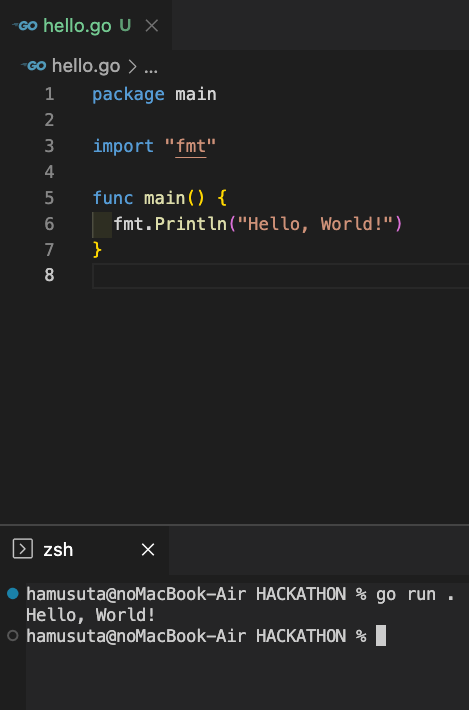 GO hello.go U
GO hello.go > ...
1 package main
2
3 import "fmt"
4
5 func main() {
6 fmt.Println("Hello, World!")
7 }
8
zsh
hamusuta@noMacBook-Air HACKATHON % go run .
Hello, World!
hamusuta@noMacBook-Air HACKATHON %